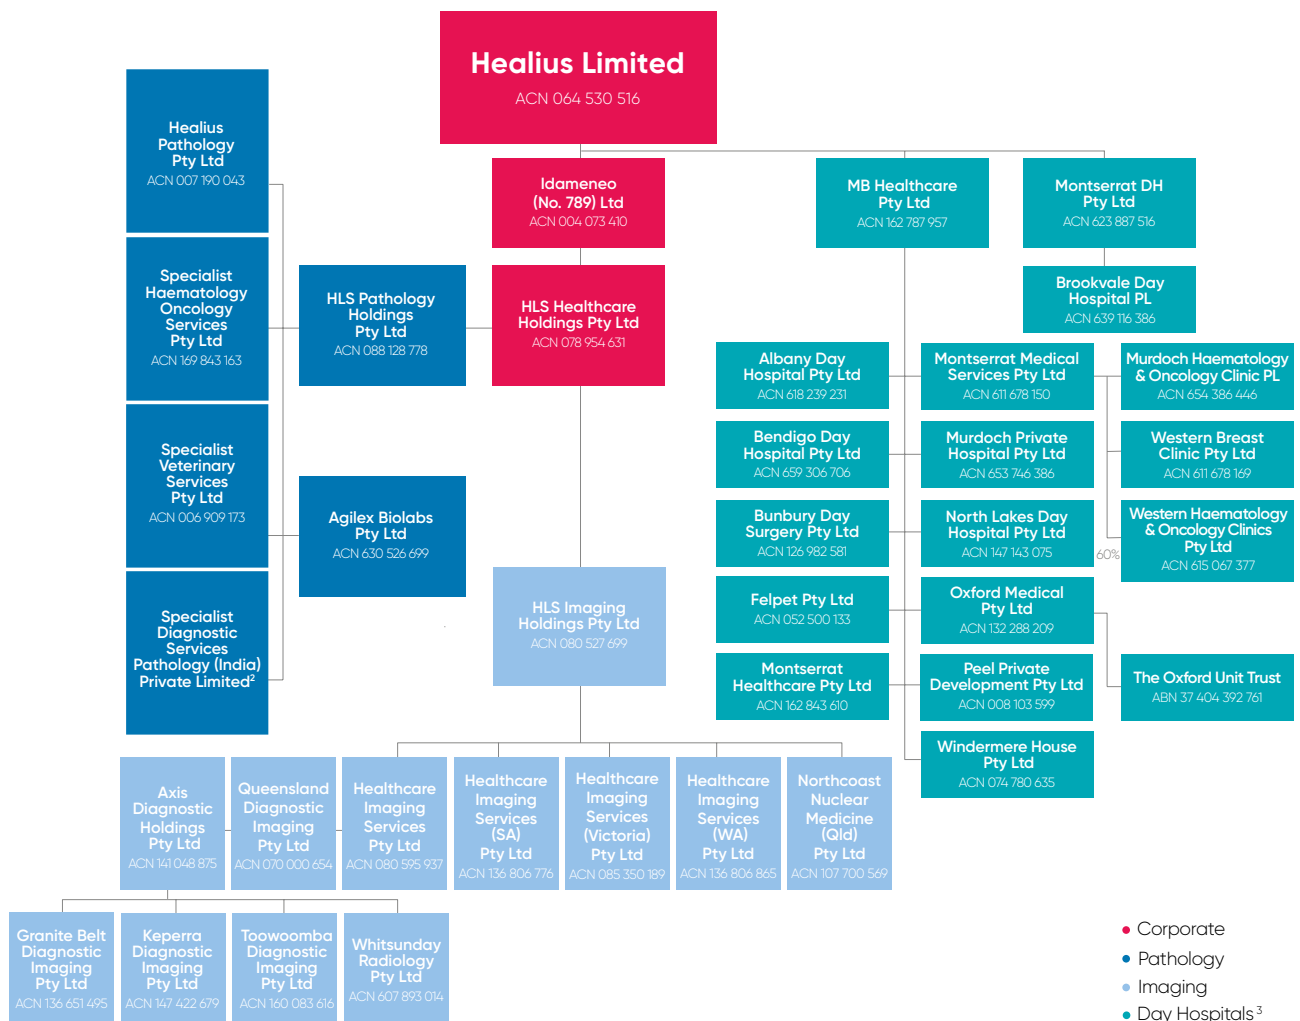 Healius Limited
ACN 064 530 516
Healius
Pathology
Pty Ltd
ACN 007 190 043
Specialist
Haematology
Oncology
Services
Pty Ltd
ACN 169 843 163
Specialist
Veterinary
Services
Pty Ltd
ACN 006 909 173
Specialist
Diagnostic
Services
Pathology (India)
Private Limited²
HLS Pathology
Holdings
Pty Ltd
ACN 088 128 778
Agilex Biolabs
Pty Ltd
ACN 630 526 699
Idameneo
(No. 789) Ltd
ACN 004 073 410
HLS Healthcare
Holdings Pty Ltd
ACN 078 954 631
HLS Imaging
Holdings Pty Ltd
ACN 080 527 699
MB Healthcare
Pty Ltd
ACN 162 787 957
Montserrat DH
Pty Ltd
ACN 623 887 516
Brookvale Day
Hospital PL
ACN 639 116 386
Albany Day
Hospital Pty Ltd
ACN 618 239 231
Montserrat Medical
Services Pty Ltd
ACN 611 678 150
Murdoch Haematology
& Oncology Clinic PL
ACN 654 386 446
Bendigo Day
Hospital Pty Ltd
ACN 659 306 706
Murdoch Private
Hospital Pty Ltd
ACN 653 746 386
Western Breast
Clinic Pty Ltd
ACN 611 678 169
Bunbury Day
Surgery Pty Ltd
ACN 126 982 581
North Lakes Day
Hospital Pty Ltd
ACN 147 143 075
60%
Western Haematology
& Oncology Clinics
Pty Ltd
ACN 615 067 377
Felpet Pty Ltd
ACN 052 500 133
Oxford Medical
Pty Ltd
ACN 132 288 209
Montserrat
Healthcare Pty Ltd
ACN 162 843 610
Peel Private
Development Pty Ltd
ACN 008 103 599
The Oxford Unit Trust
ABN 37 404 392 761
Windermere House
Pty Ltd
ACN 074 780 635
Axis
Diagnostic
Holdings
Pty Ltd
ACN 141 048 875
Queensland
Diagnostic
Imaging
Pty Ltd
ACN 070 000 654
Healthcare
Imaging
Services
Pty Ltd
ACN 080 595 937
Healthcare
Imaging
Services
(SA)
Pty Ltd
ACN 136 806 776
Healthcare
Imaging
Services
(Victoria)
Pty Ltd
ACN 085 350 189
Healthcare
Imaging
Services
(WA)
Pty Ltd
ACN 136 806 865
Northcoast
Nuclear
Medicine
(Qld)
Pty Ltd
ACN 107 700 569
Granite Belt
Diagnostic
Imaging
Pty Ltd
ACN 136 651 495
Keperra
Diagnostic
Imaging
Pty Ltd
ACN 147 422 679
Toowoomba
Diagnostic
Imaging
Pty Ltd
ACN 160 083 616
Whitsunday
Radiology
Pty Ltd
ACN 607 893 014
Corporate
Pathology
Imaging
Day Hospitals³